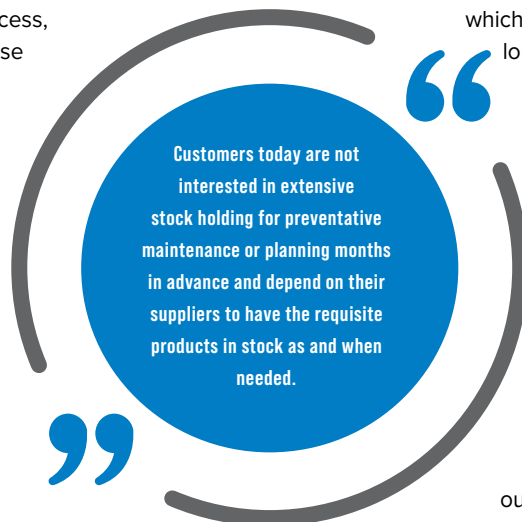 cess,
se
which
lo
“
Customers today are not
interested in extensive
stock holding for preventative
maintenance or planning months
in advance and depend on their
suppliers to have the requisite
products in stock as and when
needed.
”
ou